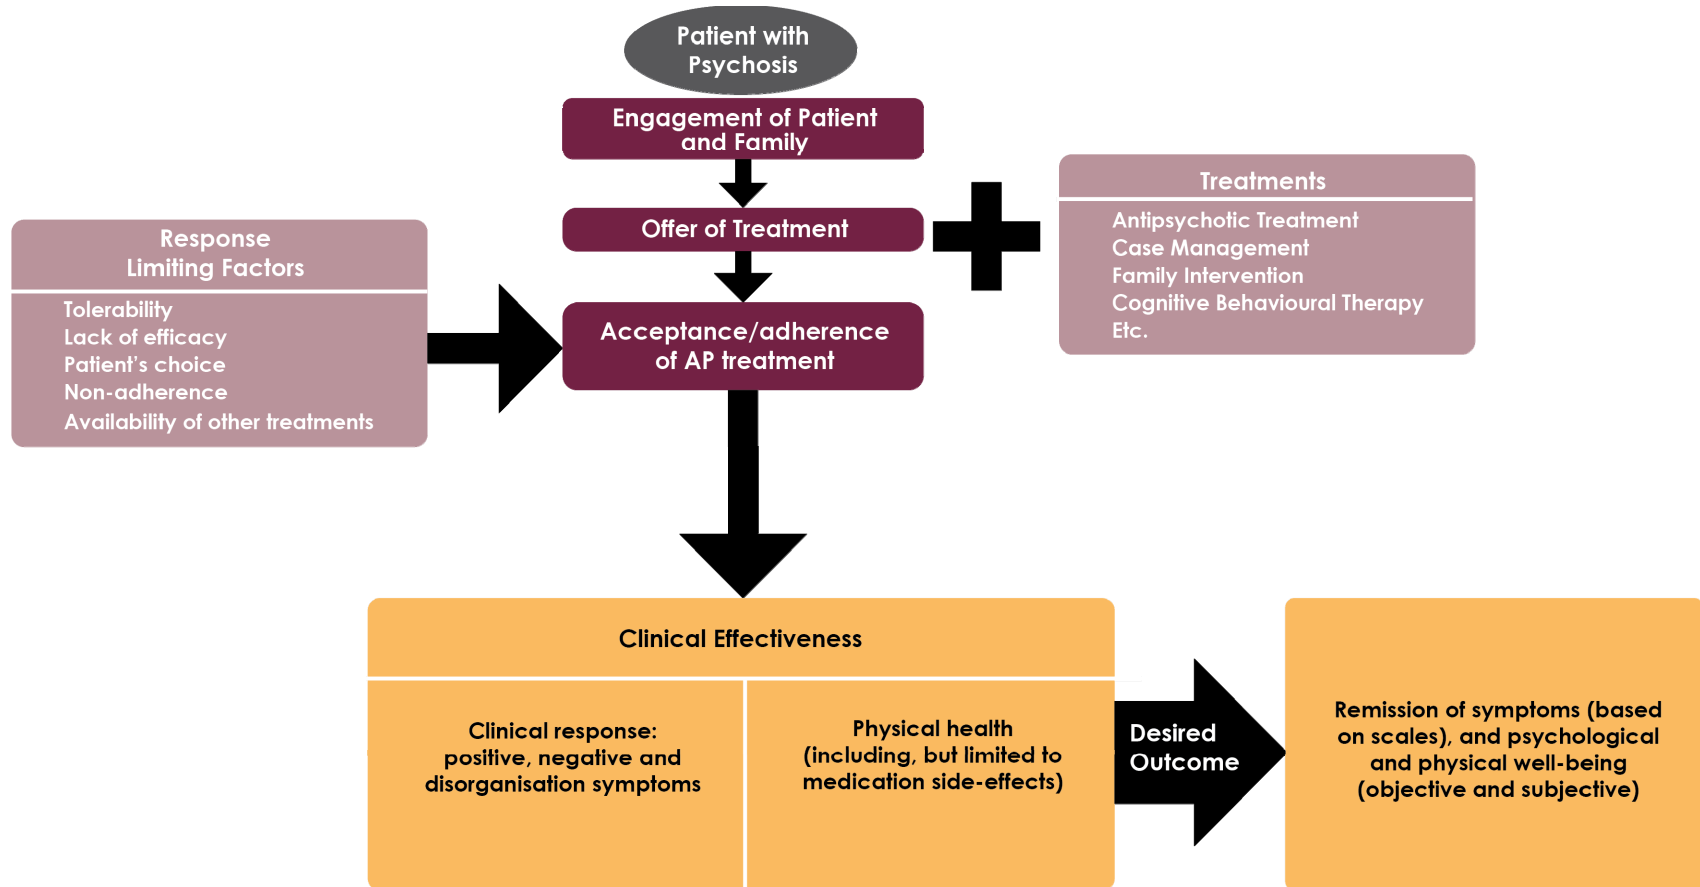 Patient with
Psychosis
Engagement of Patient
and Family
Offer of Treatment
Treatments
Antipsychotic Treatment
Case Management
Family Intervention
Cognitive Behavioural Therapy
Etc.
Response
Limiting Factors
Tolerability
Lack of efficacy
Patient’s choice
Non-adherence
Availability of other treatments
Acceptance/adherence
of AP treatment
Clinical Effectiveness
Clinical response:
positive, negative and
disorganisation symptoms
Physical health
(including, but limited to
medication side-effects)
Desired
Outcome
Remission of symptoms (based
on scales), and psychological
and physical well-being
(objective and subjective)